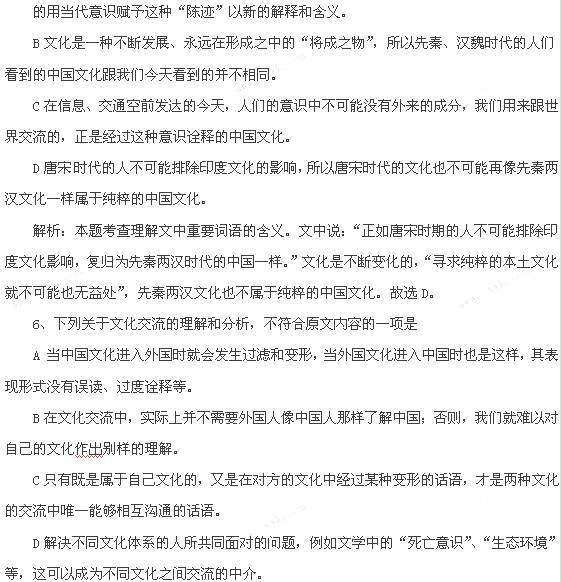 的用当代意识赋予这种“陈迹”以新的解释和含义。
B 文化是一种不断发展、永远在形成之中的“将成之物”，所以先秦、汉魏时代的人们
看到的中国文化跟我们今天看到的并不相同。
C 在信息、交通空前发达的今天，人们的意识中不可能没有外来的成分，我们用来跟世
界交流的，正是经过这种意识诠释的中国文化。
D 唐宋时代的人不可能排除印度文化的影响，所以唐宋时代的文化也不可能再像先秦两
汉文化一样属于纯粹的中国文化。
解析：本题考查理解文中重要词语的含义。文中说：“正如唐宋时期的人不可能排除印
度文化影响，复归为先秦两汉时代的中国一样。”文化是不断变化的，“寻求纯粹的本土文化
就不可能也无益处”，先秦两汉文化也不属于纯粹的中国文化。故选 D。
6、下列关于文化交流的理解和分析，不符合原文内容的一项是
A 当中国文化进入外国时就会发生过滤和变形，当外国文化进入中国时也是这样，其表
现形式没有误读、过度诠释等。
B 在文化交流中，实际上并不需要外国人像中国人那样了解中国；否则，我们就难以对
自己的文化作出别样的理解。
C 只有既是属于自己文化的，又是在对方的文化中经过某种变形的话语，才是两种文化
的交流中唯一能够相互沟通的话语。
D 解决不同文化体系的人所共同面对的问题，例如文学中的“死亡意识”、“生态环境”
等，这可以成为不同文化之间交流的中介。